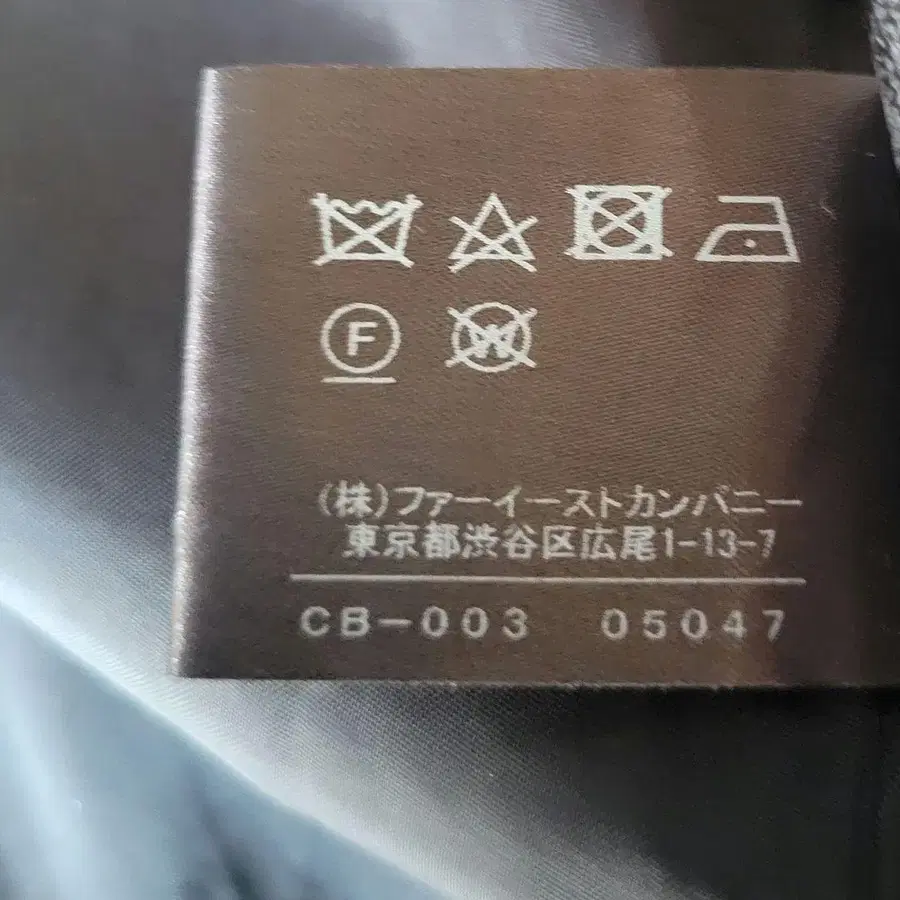 F W
(株)ファーイーストカンパニー
東京都渋谷区広尾1-13-7
CB-003 05047